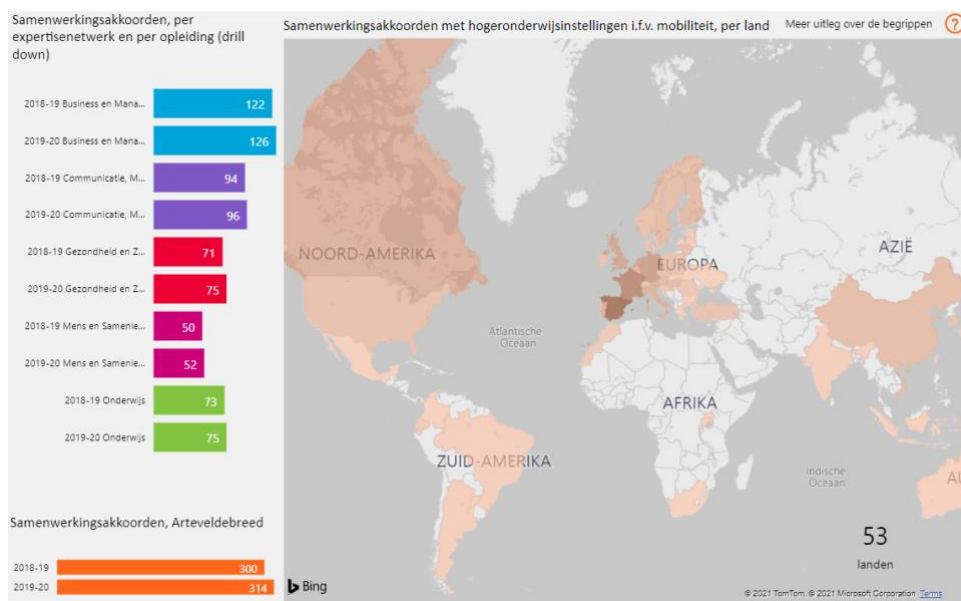 Samenwerkingsakkoorden, per
expertisenetwerk en per opleiding (drill
down)
2018-19 Business en Mana... 122
2019-20 Business en Mana... 126
2018-19 Communicatie, M... 94
2019-20 Communicatie, M... 96
2018-19 Gezondheid en Z... 71
2019-20 Gezondheid en Z... 75
2018-19 Mens en Samenle... 50
2019-20 Mens en Samenle... 52
2018-19 Onderwijs 73
2019-20 Onderwijs 75
Samenwerkingsakkoorden, Arteveldebreed
2018-19 300
2019-20 314
Samenwerkingsakkoorden met hogeronderwijsinstellingen i.f.v. mobiliteit, per land
Meer uitleg over de begrippen ?
NOORD-AMERIKA
EUROPA
AZIË
Atlantische
Oceaan
AFRIKA
ZUID-AMERIKA
Indische
Oceaan
AU
53
landen
Bing
© 2021 TomTom, © 2021 Microsoft Corporation Terms